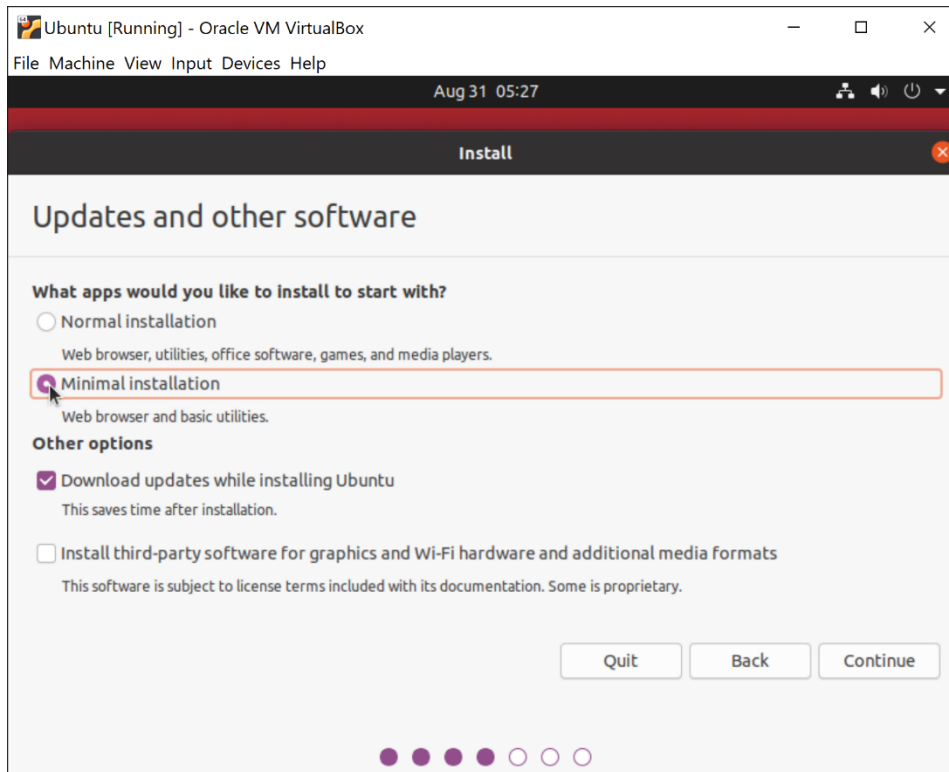 Ubuntu [Running] - Oracle VM VirtualBox
File Machine View Input Devices Help
Aug 31 05:27
Install
Updates and other software
What apps would you like to install to start with?
Normal installation
Web browser, utilities, office software, games, and media players.
Minimal installation
Web browser and basic utilities.
Other options
Download updates while installing Ubuntu
This saves time after installation.
Install third-party software for graphics and Wi-Fi hardware and additional media formats
This software is subject to license terms included with its documentation. Some is proprietary.
Quit Back Continue